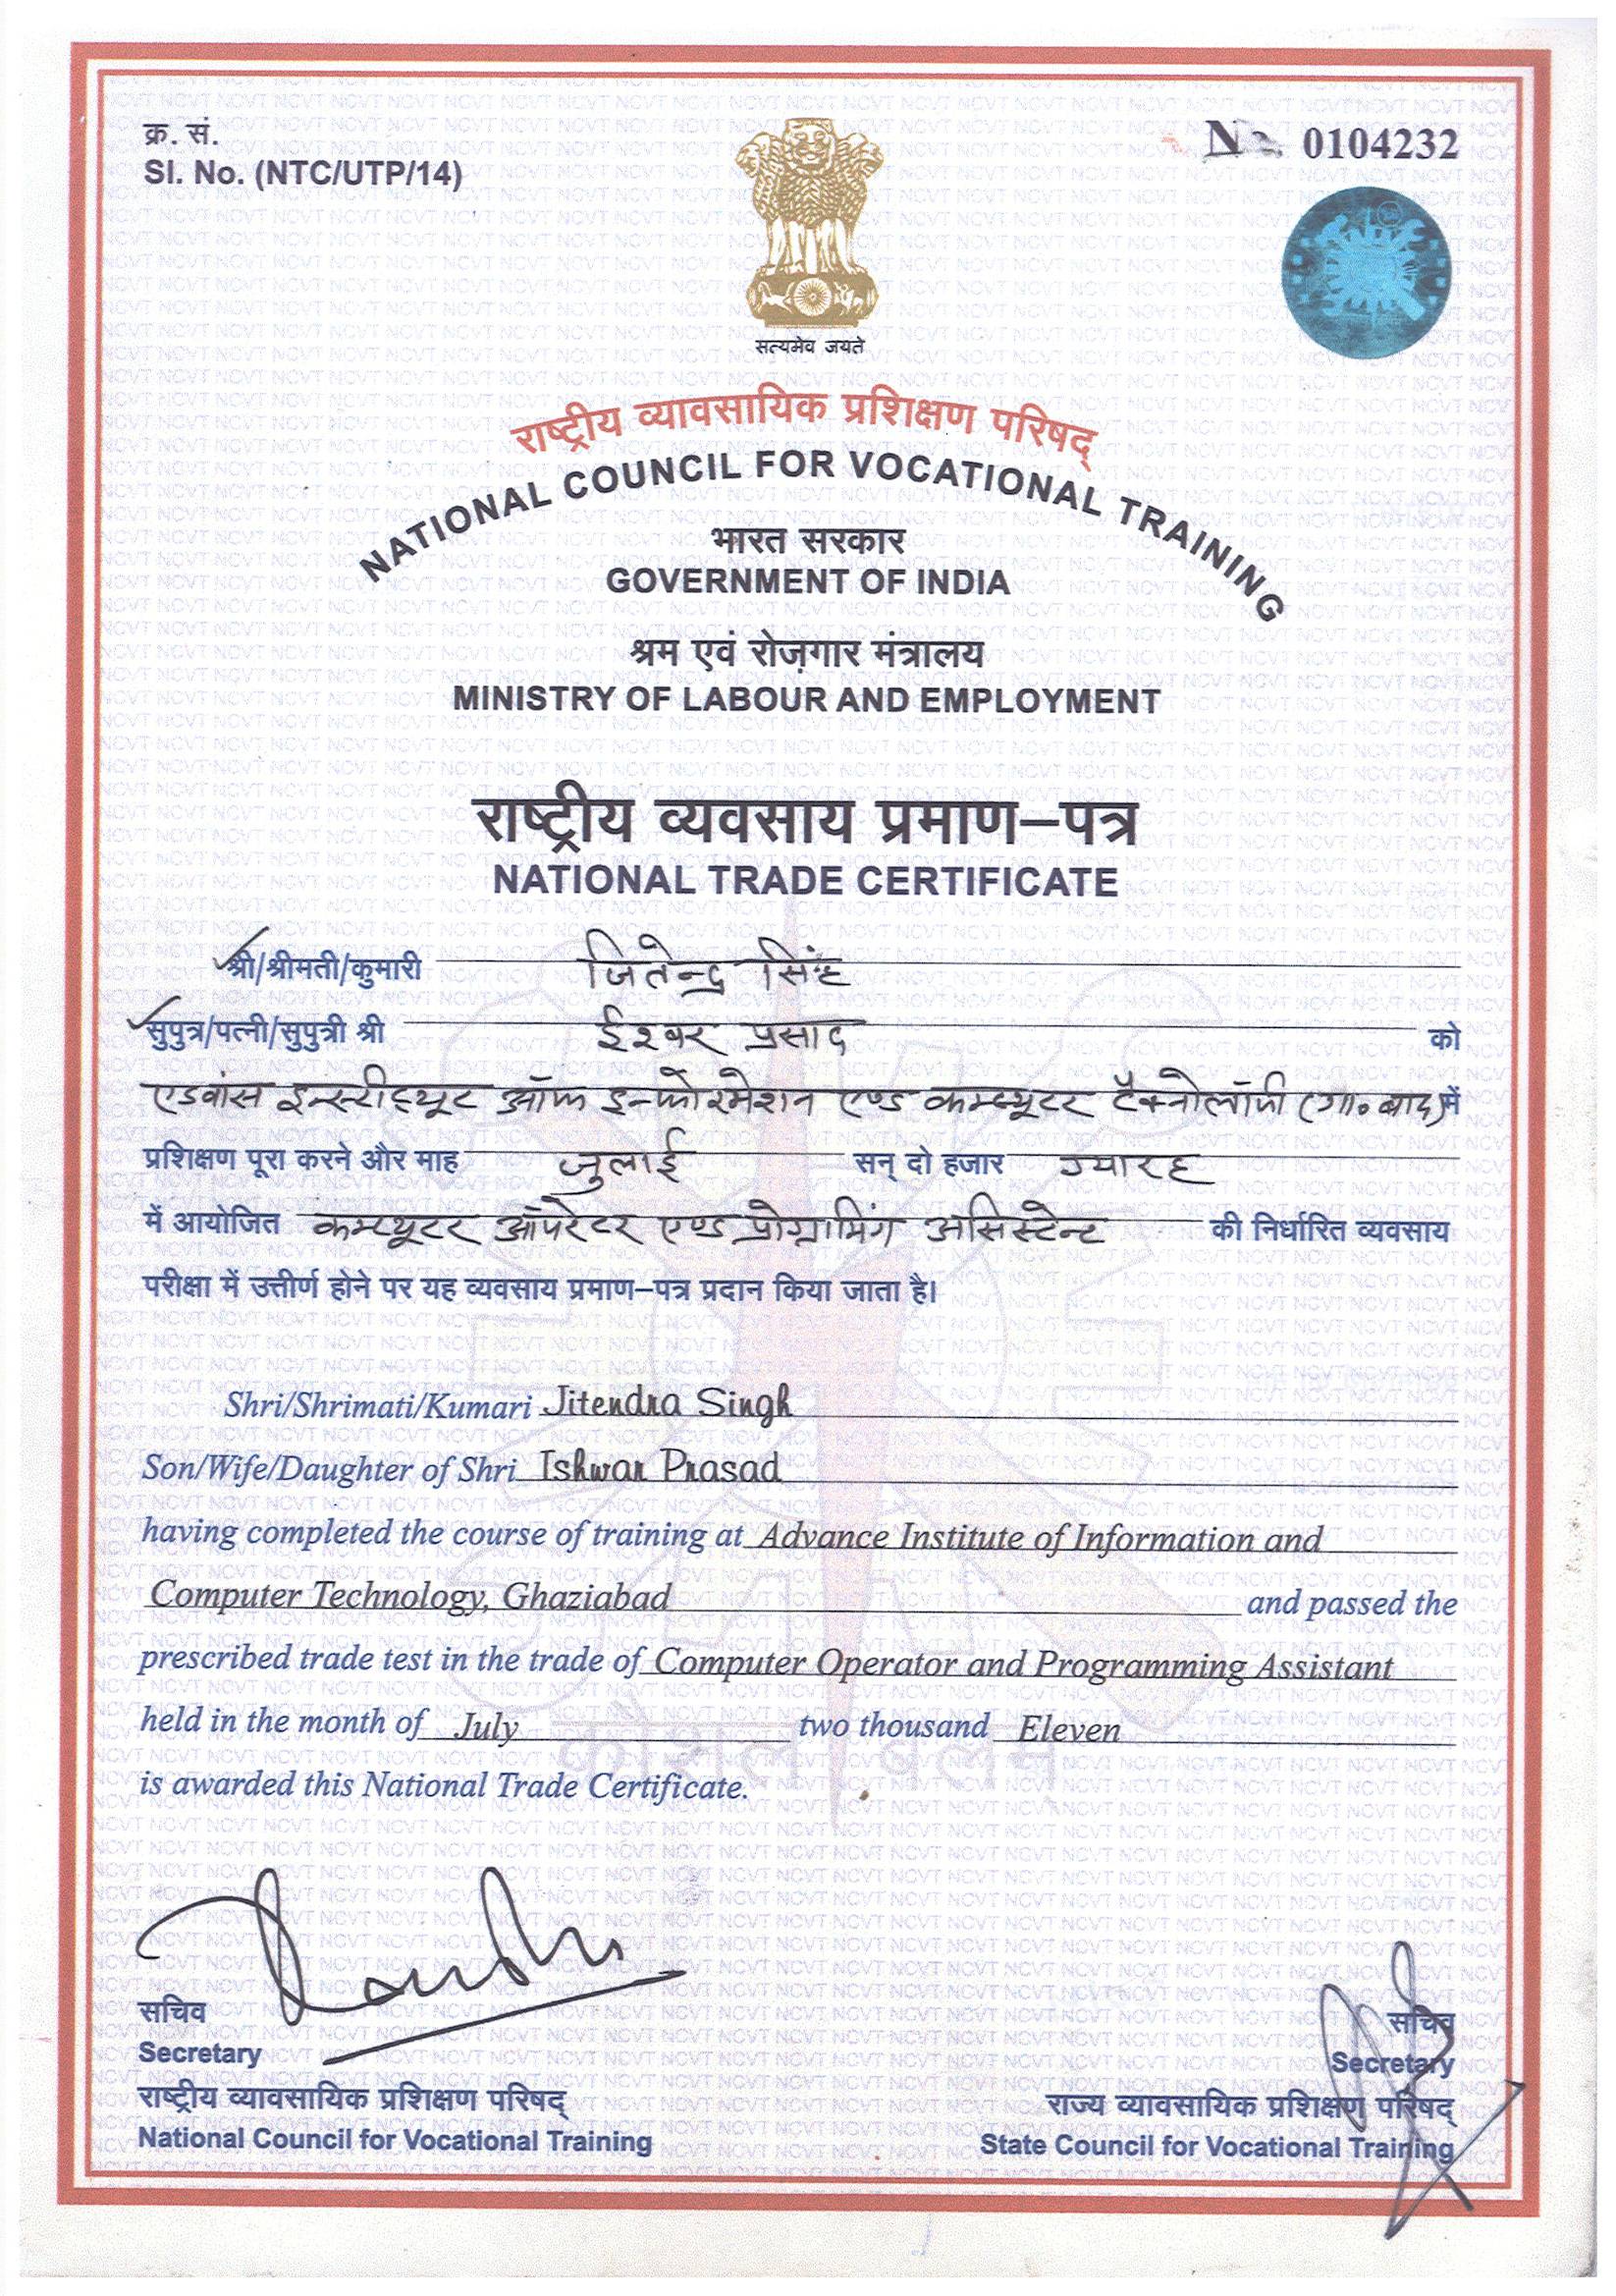 क्र. सं.
Sl. No. (NTC/UTP/14)
No. 0104232
सत्यमेव जयते
राष्ट्रीय व्यावसायिक प्रशिक्षण परिषद्
NATIONAL COUNCIL FOR VOCATIONAL TRAINING
भारत सरकार
GOVERNMENT OF INDIA
श्रम एवं रोज़गार मंत्रालय
MINISTRY OF LABOUR AND EMPLOYMENT
राष्ट्रीय व्यवसाय प्रमाण–पत्र
NATIONAL TRADE CERTIFICATE
श्री/श्रीमती/कुमारी जितेन्द्र सिंह
सुपुत्र/पत्नी/सुपुत्री श्री ईश्वर प्रसाद को
एडवांस इन्स्टीट्यूट ऑफ इन्फोरमेशन एण्ड कम्प्यूटर टैक्नोलॉजी (गा॰बाद) में
प्रशिक्षण पूरा करने और माह जुलाई सन् दो हजार ग्यारह
में आयोजित कम्प्यूटर ऑपरेटर एण्ड प्रोग्रामिंग असिस्टेन्ट की निर्धारित व्यवसाय
परीक्षा में उत्तीर्ण होने पर यह व्यवसाय प्रमाण–पत्र प्रदान किया जाता है।
Shri/Shrimati/Kumari Jitendra Singh
Son/Wife/Daughter of Shri Ishwar Prasad
having completed the course of training at Advance Institute of Information and
Computer Technology, Ghaziabad and passed the
prescribed trade test in the trade of Computer Operator and Programming Assistant
held in the month of July two thousand Eleven
is awarded this National Trade Certificate.
सचिव
Secretary
राष्ट्रीय व्यावसायिक प्रशिक्षण परिषद्
National Council for Vocational Training
सचिव
Secretary
राज्य व्यावसायिक प्रशिक्षण परिषद्
State Council for Vocational Training